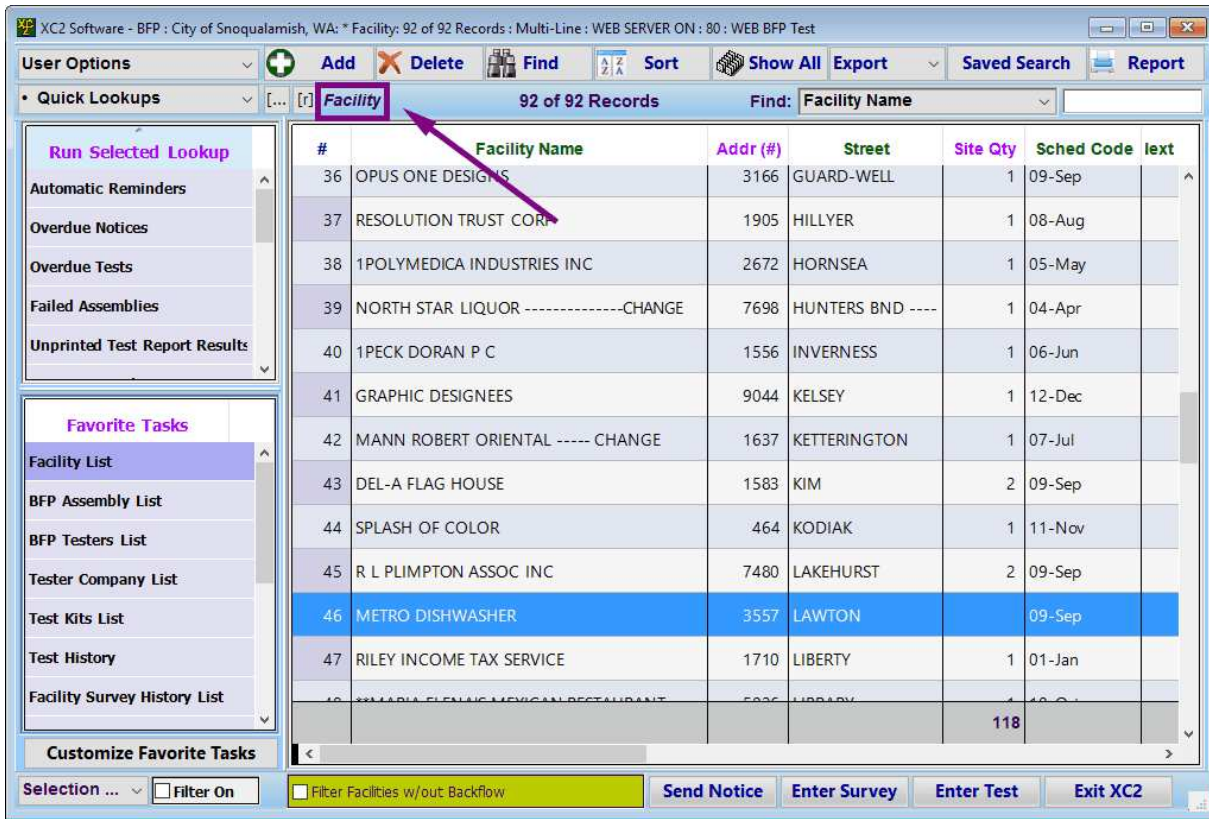 XC2 Software - BFP : City of Snoqualamish, WA: * Facility: 92 of 92 Records : Multi-Line : WEB SERVER ON : 80 : WEB BFP Test
User Options Add Delete Find Sort Show All Export Saved Search Report
• Quick Lookups [... [r] Facility 92 of 92 Records Find: Facility Name
Run Selected Lookup
Automatic Reminders
Overdue Notices
Overdue Tests
Failed Assemblies
Unprinted Test Report Results
Favorite Tasks
Facility List
BFP Assembly List
BFP Testers List
Tester Company List
Test Kits List
Test History
Facility Survey History List
Customize Favorite Tasks
# Facility Name Addr (#) Street Site Qty Sched Code lext
36 OPUS ONE DESIGNS 3166 GUARD-WELL 1 09-Sep
37 RESOLUTION TRUST CORP 1905 HILLYER 1 08-Aug
38 1POLYMEDICA INDUSTRIES INC 2672 HORNSEA 1 05-May
39 NORTH STAR LIQUOR ---------------CHANGE 7698 HUNTERS BND ----  1 04-Apr
40 1PECK DORAN P C 1556 INVERNESS 1 06-Jun
41 GRAPHIC DESIGNEES 9044 KELSEY 1 12-Dec
42 MANN ROBERT ORIENTAL ----- CHANGE 1637 KETTERINGTON 1 07-Jul
43 DEL-A FLAG HOUSE 1583 KIM 2 09-Sep
44 SPLASH OF COLOR 464 KODIAK 1 11-Nov
45 R L PLIMPTON ASSOC INC 7480 LAKEHURST 2 09-Sep
46 METRO DISHWASHER 3557 LAWTON 09-Sep
47 RILEY INCOME TAX SERVICE 1710 LIBERTY 1 01-Jan
118
Selection ... Filter On Filter Facilities w/out Backflow Send Notice Enter Survey Enter Test Exit XC2